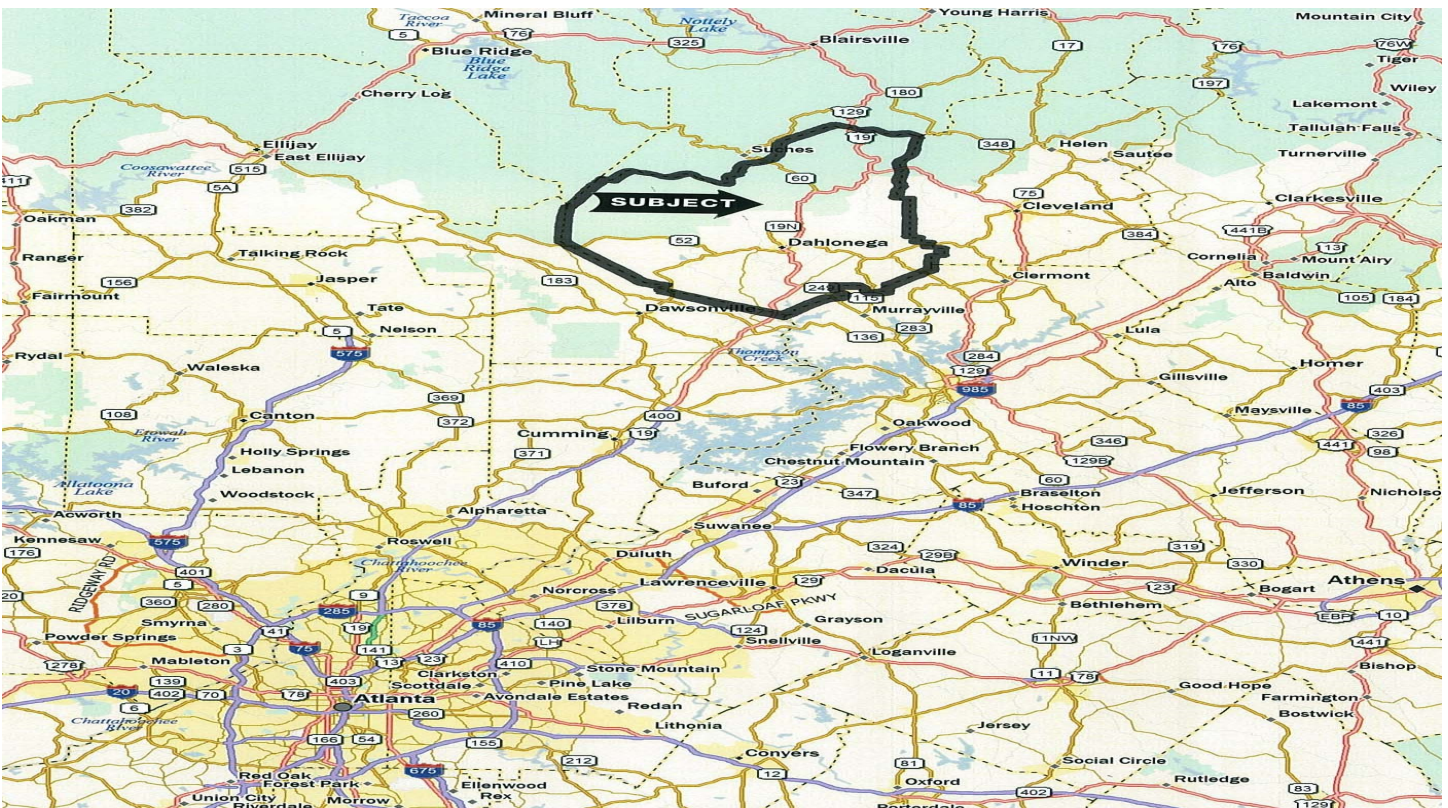 Taccoa
River
Mineral Bluff
Nottely
Lake
Young Harris
Mountain City
5
76
325
Blairsville
17
76
76W
Blue Ridge
Blue
Ridge
Lake
Tiger
197
Wiley
Cherry Log
180
Lakemont
129
Tallulah Falls
19
Ellijay
East Ellijay
Suches
348
Helen
Sautee
Turnerville
Coosawattee
River
515
411
5A
60
75
SUBJECT
Cleveland
Clarkesville
382
Oakman
19N
384
441B
52
Dahlonega
13
Talking Rock
Ranger
Cornelia
Mount Airy
Baldwin
156
Jasper
183
Clermont
Alto
249
115
105
184
Fairmount
Tate
Dawsonville
Murrayville
5
Nelson
283
Lula
136
575
Thompson
Creek
284
Rydal
Waleska
129
Homer
Gillsville
985
403
369
108
Canton
400
Maysville
85
372
Etowah
River
Cumming
19
Oakwood
326
371
346
441
Holly Springs
Flowery Branch
98
Lebanon
Chestnut Mountain
129B
Allatoona
Lake
Buford
23
60
Woodstock
347
Braselton
Jefferson
Nicholso
85
Hoschton
Acworth
Alpharetta
Suwanee
Kennesaw
575
Roswell
176
Duluth
324
29B
319
Chattahoochee
River
330
401
Dacula
Winder
RIDGEWAY RD
5
Lawrenceville
29
Athens
20
9
Norcross
23
Bogart
360
280
285
378
SUGARLOAF PKWY
Bethlehem
Smyrna
19
85
140
Lilburn
Grayson
EBP
10
41
124
Powder Springs
LH
Snellville
11NW
441
75
3
141
Loganville
278
Mableton
13
23
410
Stone Mountain
Bishop
139
Clarkston
11
78
20
402
70
78
403
Scottdale
Pine Lake
Good Hope
Atlanta
Avondale Estates
Farmington
6
260
Redan
Bostwick
Chattahoochee
River
Lithonia
Jersey
166
54
155
Conyers
212
Social Circle
81
675
12
Red Oak
Forest Park
Ellenwood
Oxford
Rutledge
Rex
402
83
Union City
Riverdale
Morrow
Porterdale
129